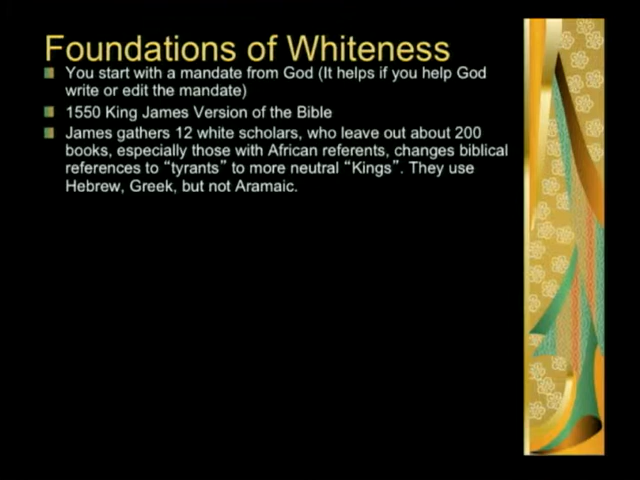 Foundations of Whiteness
You start with a mandate from God (It helps if you help God
write or edit the mandate)
1550 King James Version of the Bible
James gathers 12 white scholars, who leave out about 200
books, especially those with African referents, changes biblical
references to “tyrants” to more neutral “Kings”. They use
Hebrew, Greek, but not Aramaic.